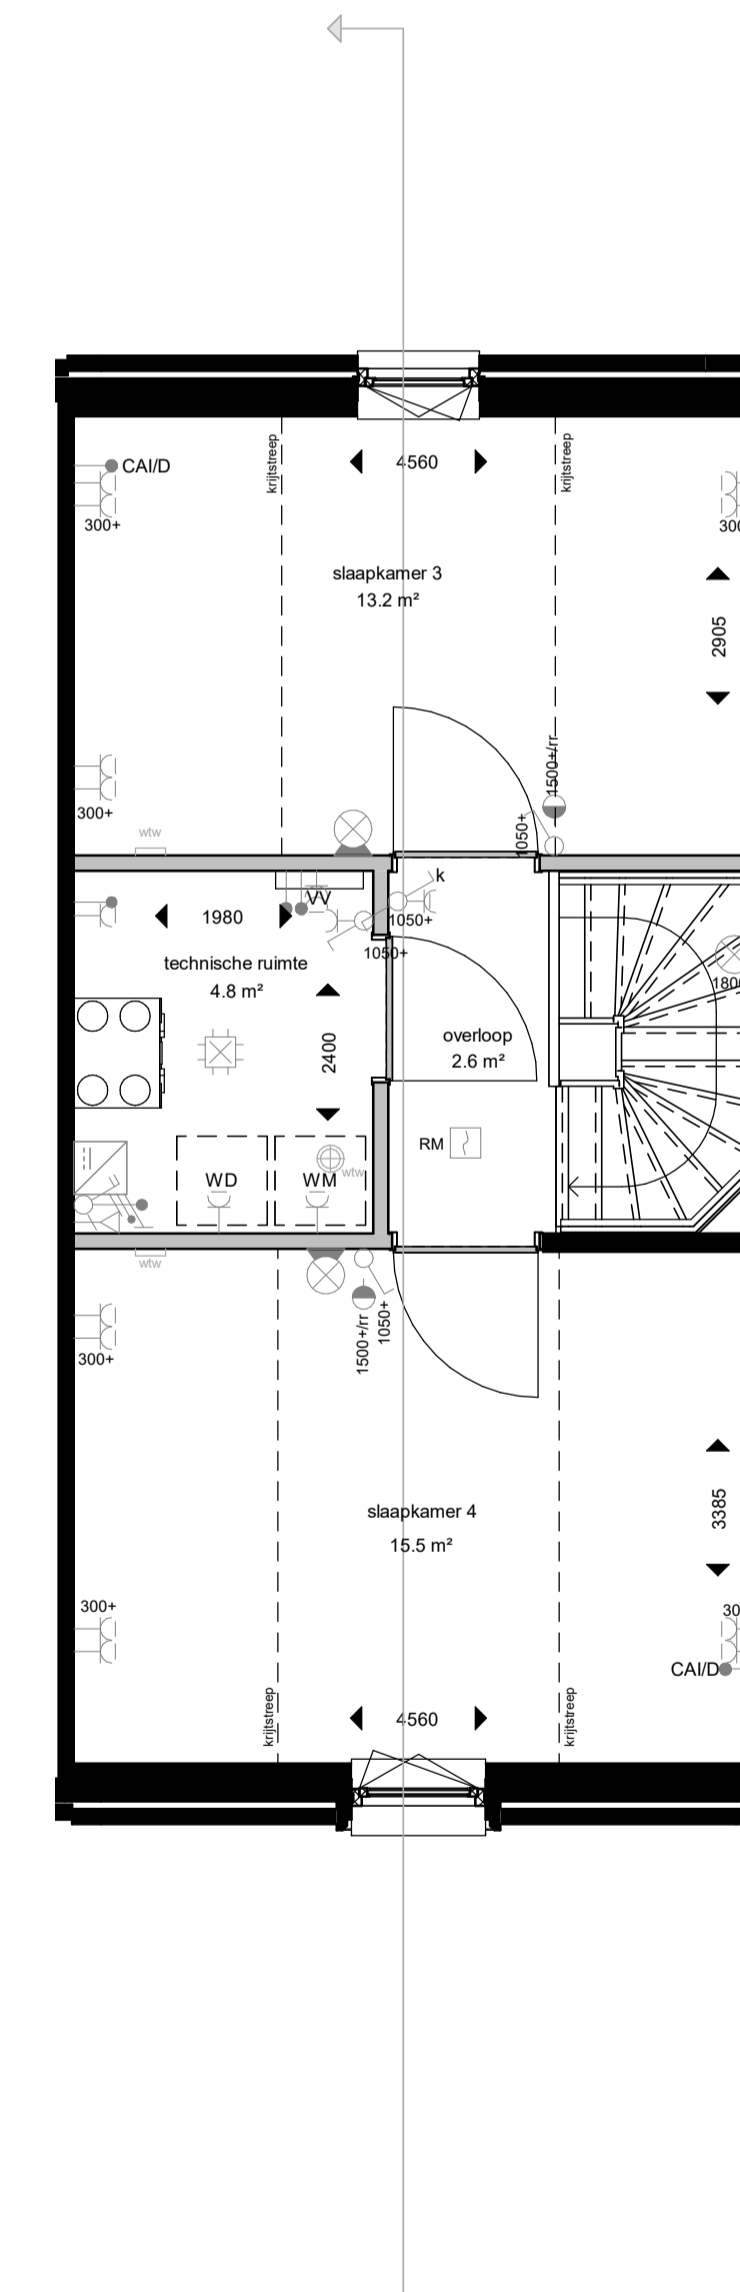 krijtstreep
4560
krijtstreep
CAI/D
300+
300
slaapkamer 3
13.2 m²
2905
1500+/rr
1050+
300+
wtw
k
VV
1050+
1980
1050+
technische ruimte
4.8 m²
180
2400
overloop
2.6 m²
RM
WD
WM
wtw
wtw
1500+/rr
1050+
300+
3385
slaapkamer 4
15.5 m²
300+
30
CAI/D
krijtstreep
4560
krijtstreep